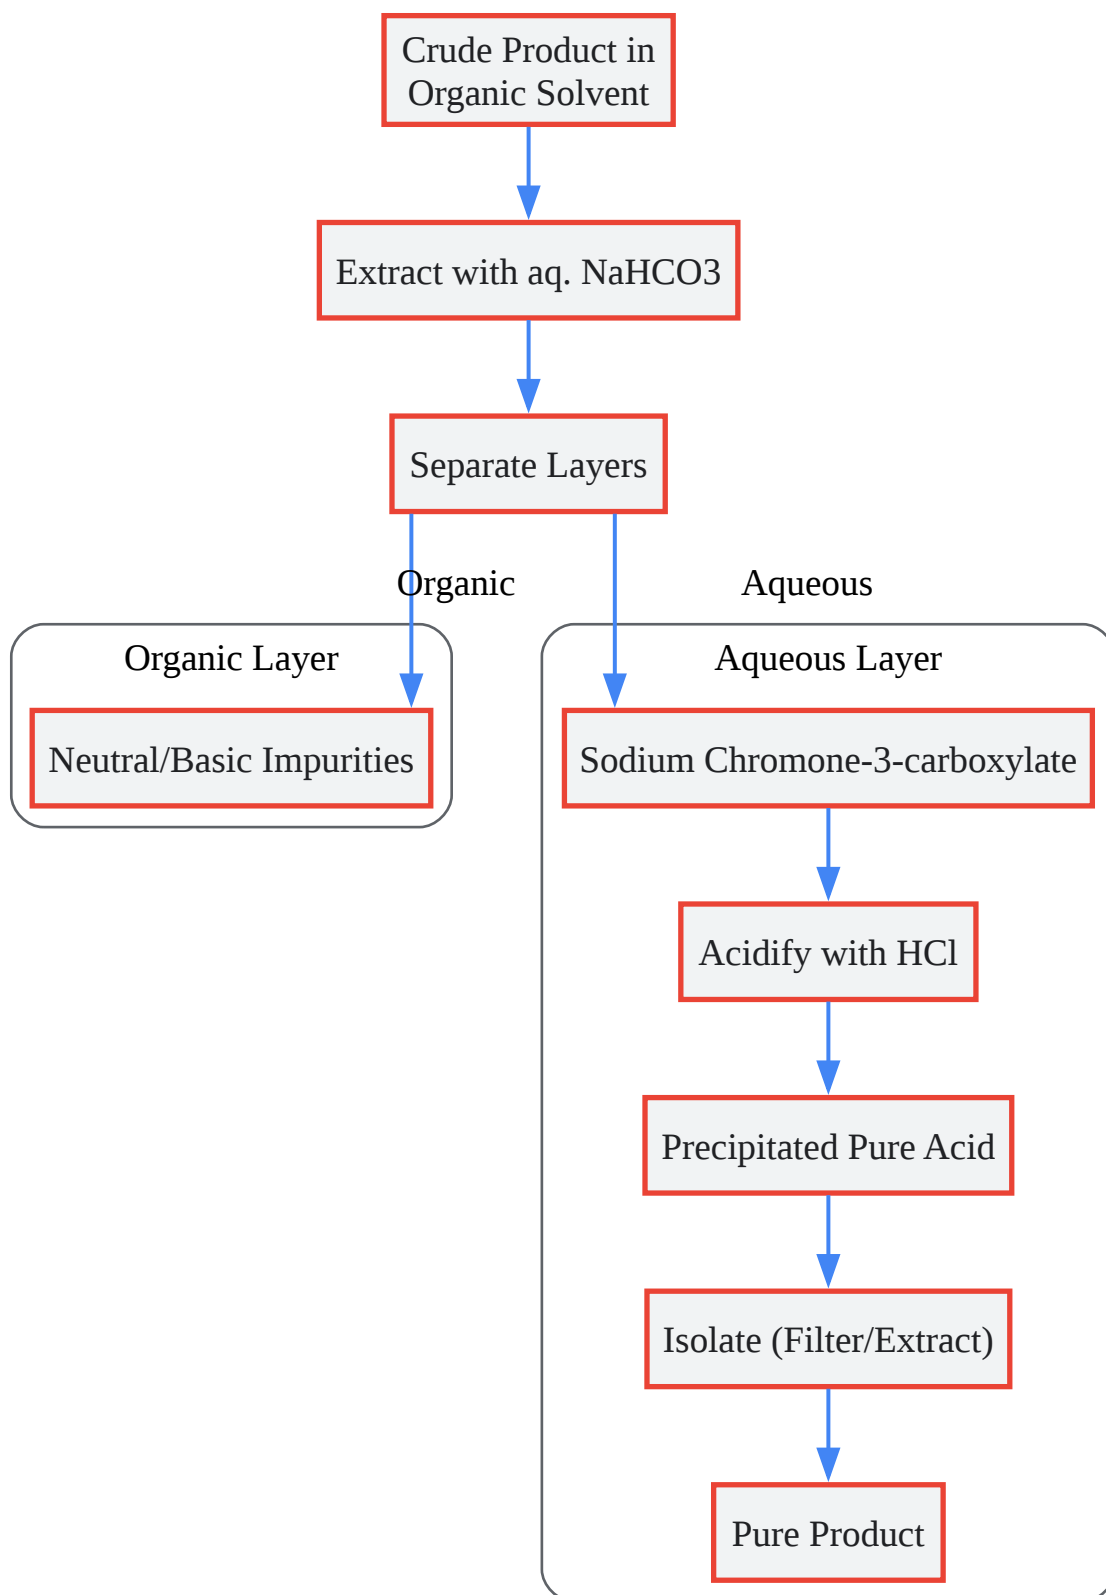 Crude Product in
Organic Solvent
Extract with aq. NaHCO3
Separate Layers
Organic
Aqueous
Organic Layer
Aqueous Layer
Neutral/Basic Impurities
Sodium Chromone-3-carboxylate
Acidify with HCl
Precipitated Pure Acid
Isolate (Filter/Extract)
Pure Product